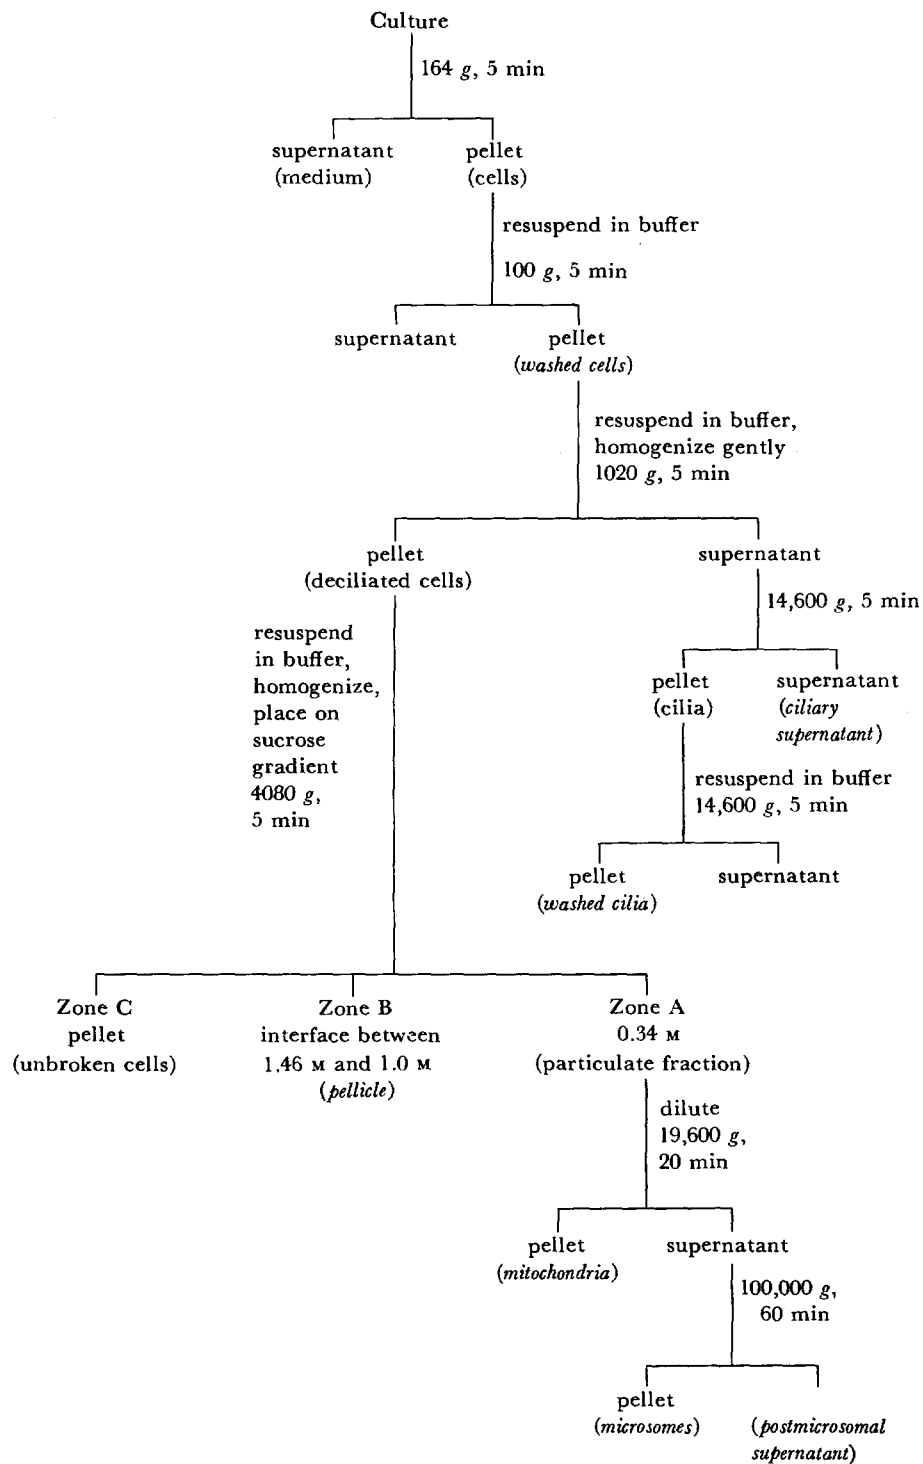 Culture
164 g, 5 min
supernatant
(medium)
pellet
(cells)
resuspend in buffer
100 g, 5 min
supernatant
pellet
(washed cells)
resuspend in buffer,
homogenize gently
1020 g, 5 min
pellet
(deciliated cells)
supernatant
14,600 g, 5 min
resuspend
in buffer,
homogenize,
place on
sucrose
gradient
4080 g,
5 min
pellet
(cilia)
supernatant
(ciliary
supernatant)
resuspend in buffer
14,600 g, 5 min
pellet
(washed cilia)
supernatant
Zone C
pellet
(unbroken cells)
Zone B
interface between
1.46 M and 1.0 M
(pellicle)
Zone A
0.34 M
(particulate fraction)
dilute
19,600 g,
20 min
pellet
(mitochondria)
supernatant
100,000 g,
60 min
pellet
(microsomes)
(postmicrosomal
supernatant)